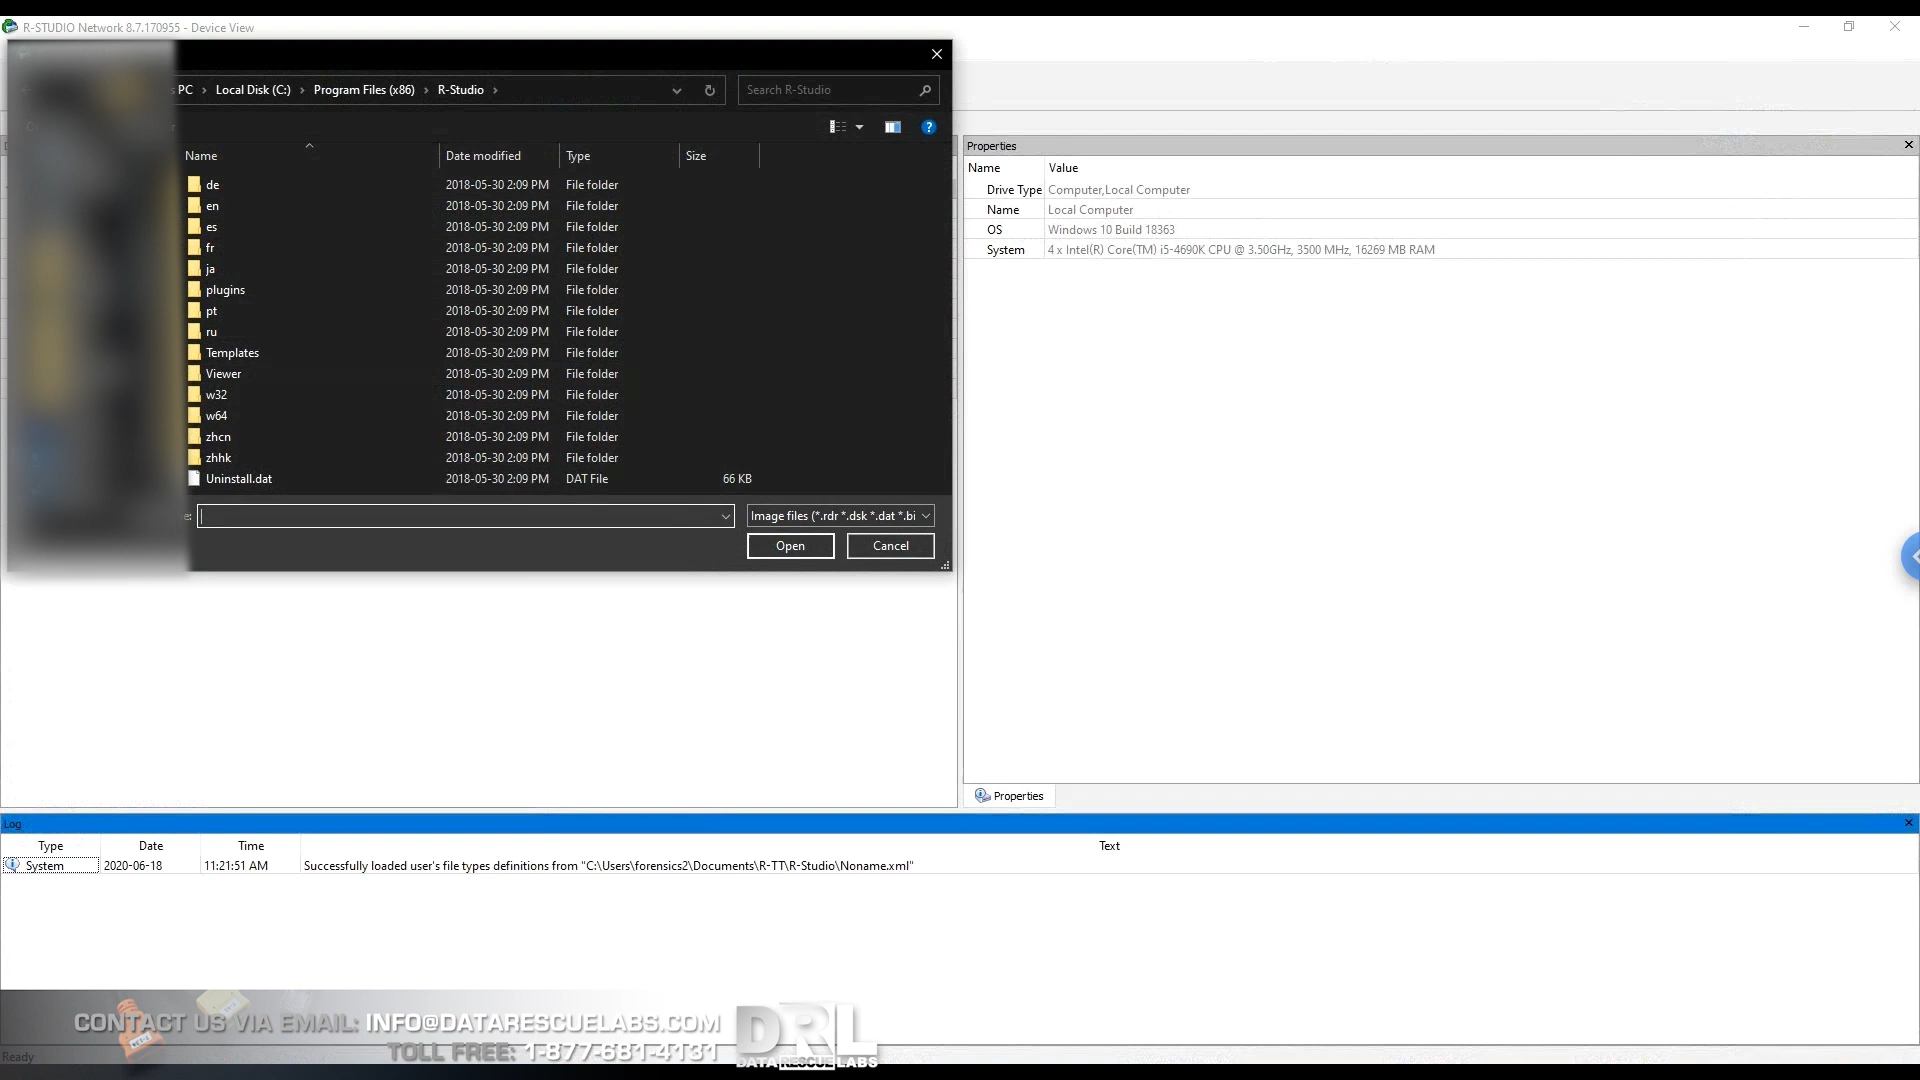 R-STUDIO Network 8.7.170955 - Device View
PC > Local Disk (C:) > Program Files (x86) > R-Studio >
Search R-Studio
Name Date modified Type Size
de 2018-05-30 2:09 PM File folder
en 2018-05-30 2:09 PM File folder
es 2018-05-30 2:09 PM File folder
fr 2018-05-30 2:09 PM File folder
ja 2018-05-30 2:09 PM File folder
plugins 2018-05-30 2:09 PM File folder
pt 2018-05-30 2:09 PM File folder
ru 2018-05-30 2:09 PM File folder
Templates 2018-05-30 2:09 PM File folder
Viewer 2018-05-30 2:09 PM File folder
w32 2018-05-30 2:09 PM File folder
w64 2018-05-30 2:09 PM File folder
zhcn 2018-05-30 2:09 PM File folder
zhhk 2018-05-30 2:09 PM File folder
Uninstall.dat 2018-05-30 2:09 PM DAT File 66 KB
Image files (*.rdr *.dsk *.dat *.bi
Open Cancel
Properties
Name Value
Drive Type Computer,Local Computer
Name Local Computer
OS Windows 10 Build 18363
System 4 x Intel(R) Core(TM) i5-4690K CPU @ 3.50GHz, 3500 MHz, 16269 MB RAM
Properties
Log
Type Date Time Text
System 2020-06-18 11:21:51 AM Successfully loaded user's file types definitions from "C:\Users\forensics2\Documents\R-TT\R-Studio\Noname.xml"
CONTACT US VIA EMAIL: INFO@DATARESCUELABS.COM
TOLL FREE: 1-877-681-4131
DRL
DATA RESCUE LABS
Ready